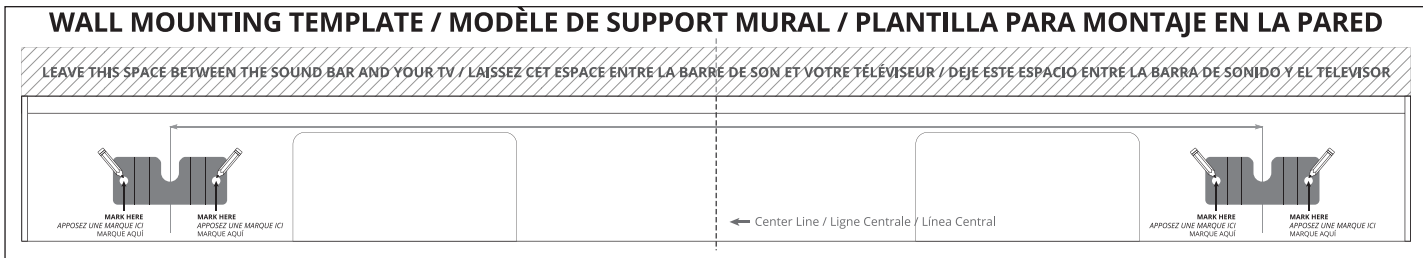 WALL MOUNTING TEMPLATE / MODÈLE DE SUPPORT MURAL / PLANTILLA PARA MONTAJE EN LA PARED
LEAVE THIS SPACE BETWEEN THE SOUND BAR AND YOUR TV / LAISSEZ CET ESPACE ENTRE LA BARRE DE SON ET VOTRE TÉLÉVISEUR / DEJE ESTE ESPACIO ENTRE LA BARRA DE SONIDO Y EL TELEVISOR
MARK HERE
APPOSEZ UNE MARQUE ICI
MARQUE AQUÍ
MARK HERE
APPOSEZ UNE MARQUE ICI
MARQUE AQUÍ
Center Line / Ligne Centrale / Línea Central
MARK HERE
APPOSEZ UNE MARQUE ICI
MARQUE AQUÍ
MARK HERE
APPOSEZ UNE MARQUE ICI
MARQUE AQUÍ